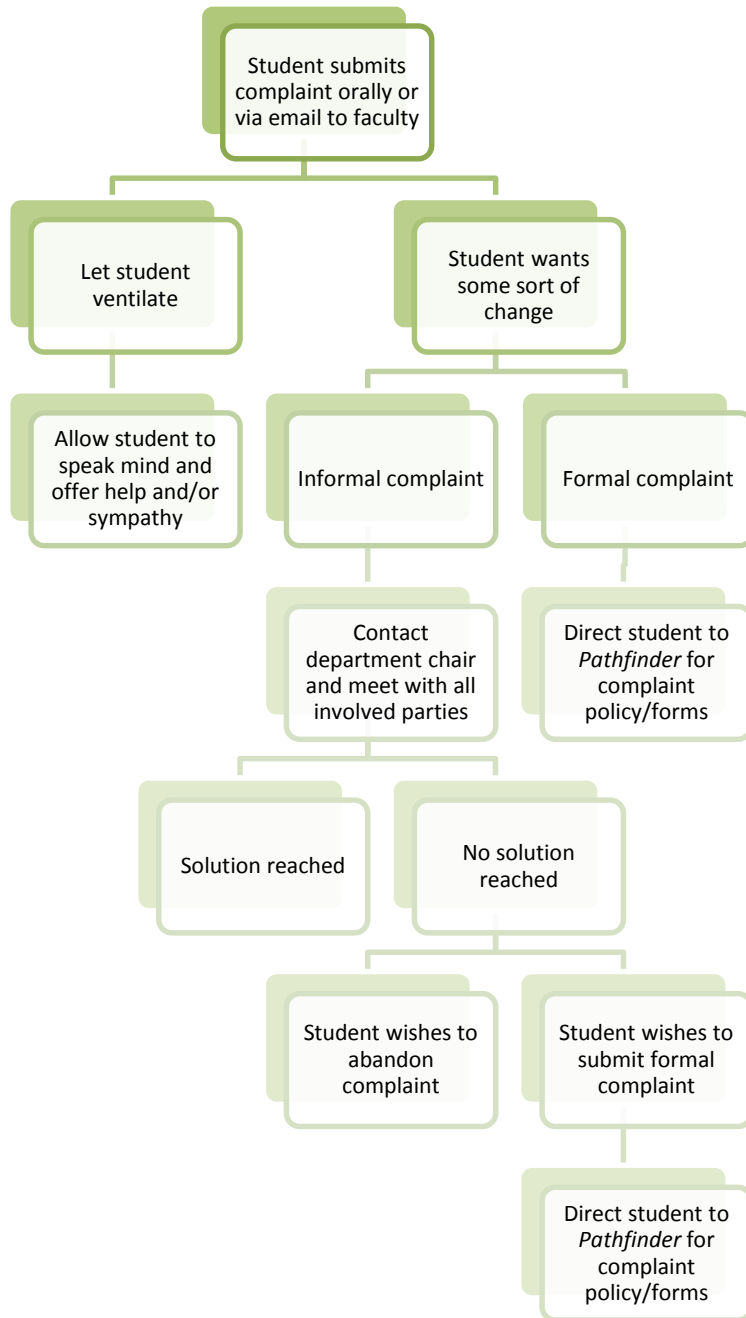 Student submits
complaint orally or
via email to faculty
Let student
ventilate
Student wants
some sort of
change
Allow student to
speak mind and
offer help and/or
sympathy
Informal complaint
Formal complaint
Contact
department chair
and meet with all
involved parties
Direct student to
Pathfinder for
complaint
policy/forms
Solution reached
No solution
reached
Student wishes to
abandon
complaint
Student wishes to
submit formal
complaint
Direct student to
Pathfinder for
complaint
policy/forms